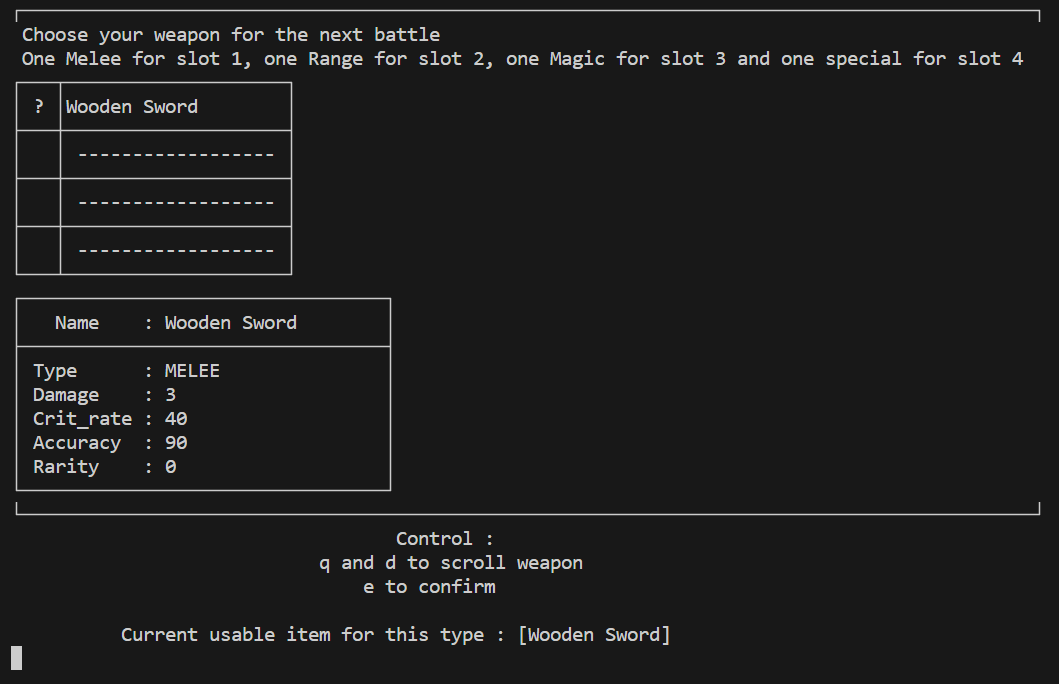 Choose your weapon for the next battle
One Melee for slot 1, one Range for slot 2, one Magic for slot 3 and one special for slot 4
? Wooden Sword
------------------
------------------
------------------
Name : Wooden Sword
Type : MELEE
Damage : 3
Crit_rate : 40
Accuracy : 90
Rarity : 0
Control :
q and d to scroll weapon
e to confirm
Current usable item for this type : [Wooden Sword]